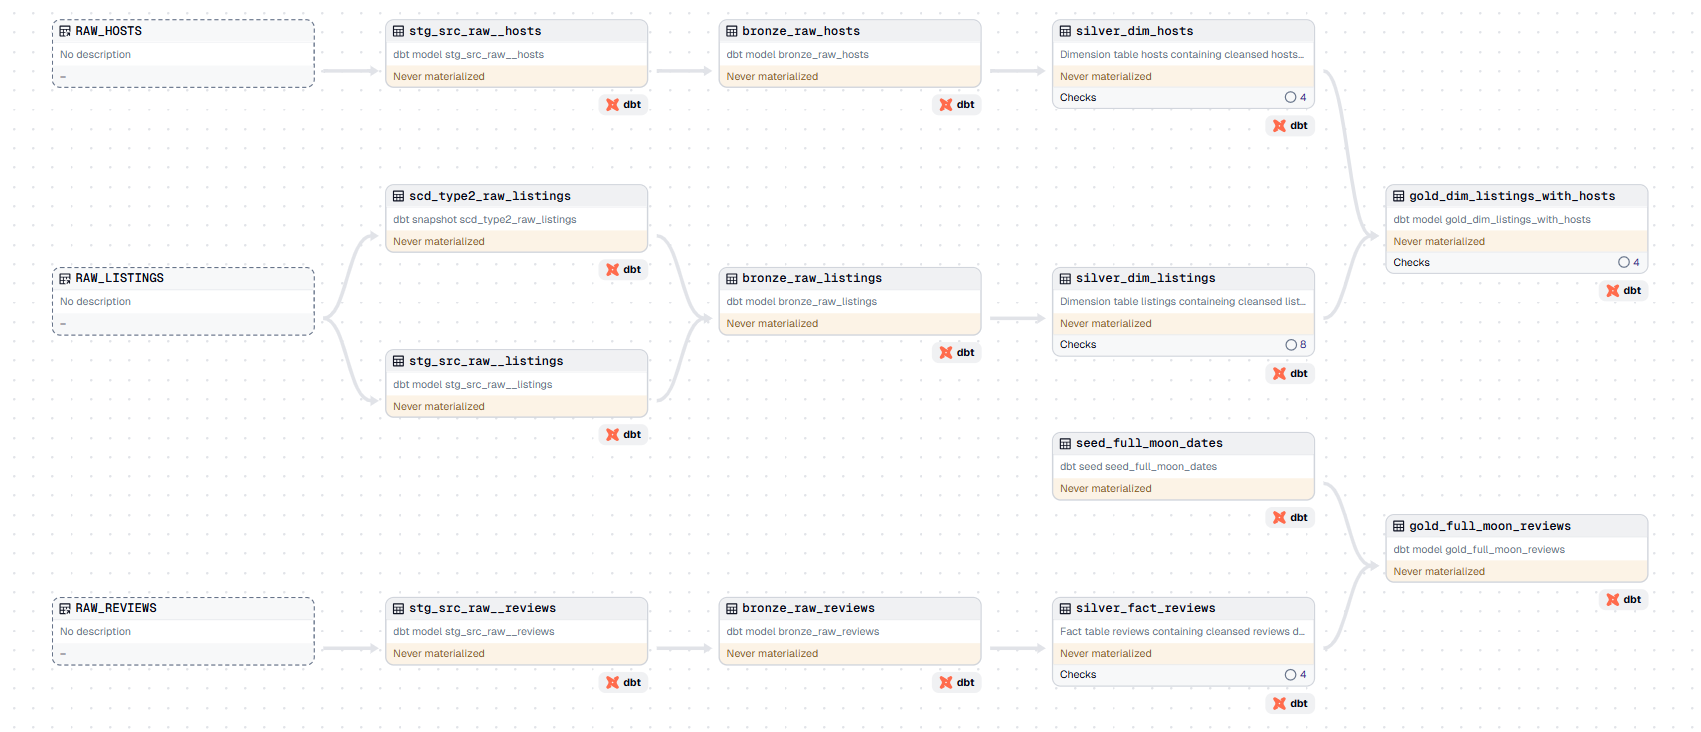 RAW_HOSTS
No description
–
stg_src_raw__hosts
dbt model stg_src_raw__hosts
Never materialized
dbt
bronze_raw_hosts
dbt model bronze_raw_hosts
Never materialized
dbt
silver_dim_hosts
Dimension table hosts containing cleansed hosts…
Never materialized
Checks 4
dbt
scd_type2_raw_listings
dbt snapshot scd_type2_raw_listings
Never materialized
dbt
gold_dim_listings_with_hosts
dbt model gold_dim_listings_with_hosts
Never materialized
Checks 4
dbt
RAW_LISTINGS
No description
–
bronze_raw_listings
dbt model bronze_raw_listings
Never materialized
dbt
silver_dim_listings
Dimension table listings containeing cleansed list…
Never materialized
Checks 8
dbt
stg_src_raw__listings
dbt model stg_src_raw__listings
Never materialized
dbt
seed_full_moon_dates
dbt seed seed_full_moon_dates
Never materialized
dbt
gold_full_moon_reviews
dbt model gold_full_moon_reviews
Never materialized
dbt
RAW_REVIEWS
No description
–
stg_src_raw__reviews
dbt model stg_src_raw__reviews
Never materialized
dbt
bronze_raw_reviews
dbt model bronze_raw_reviews
Never materialized
dbt
silver_fact_reviews
Fact table reviews containing cleansed reviews d…
Never materialized
Checks 4
dbt